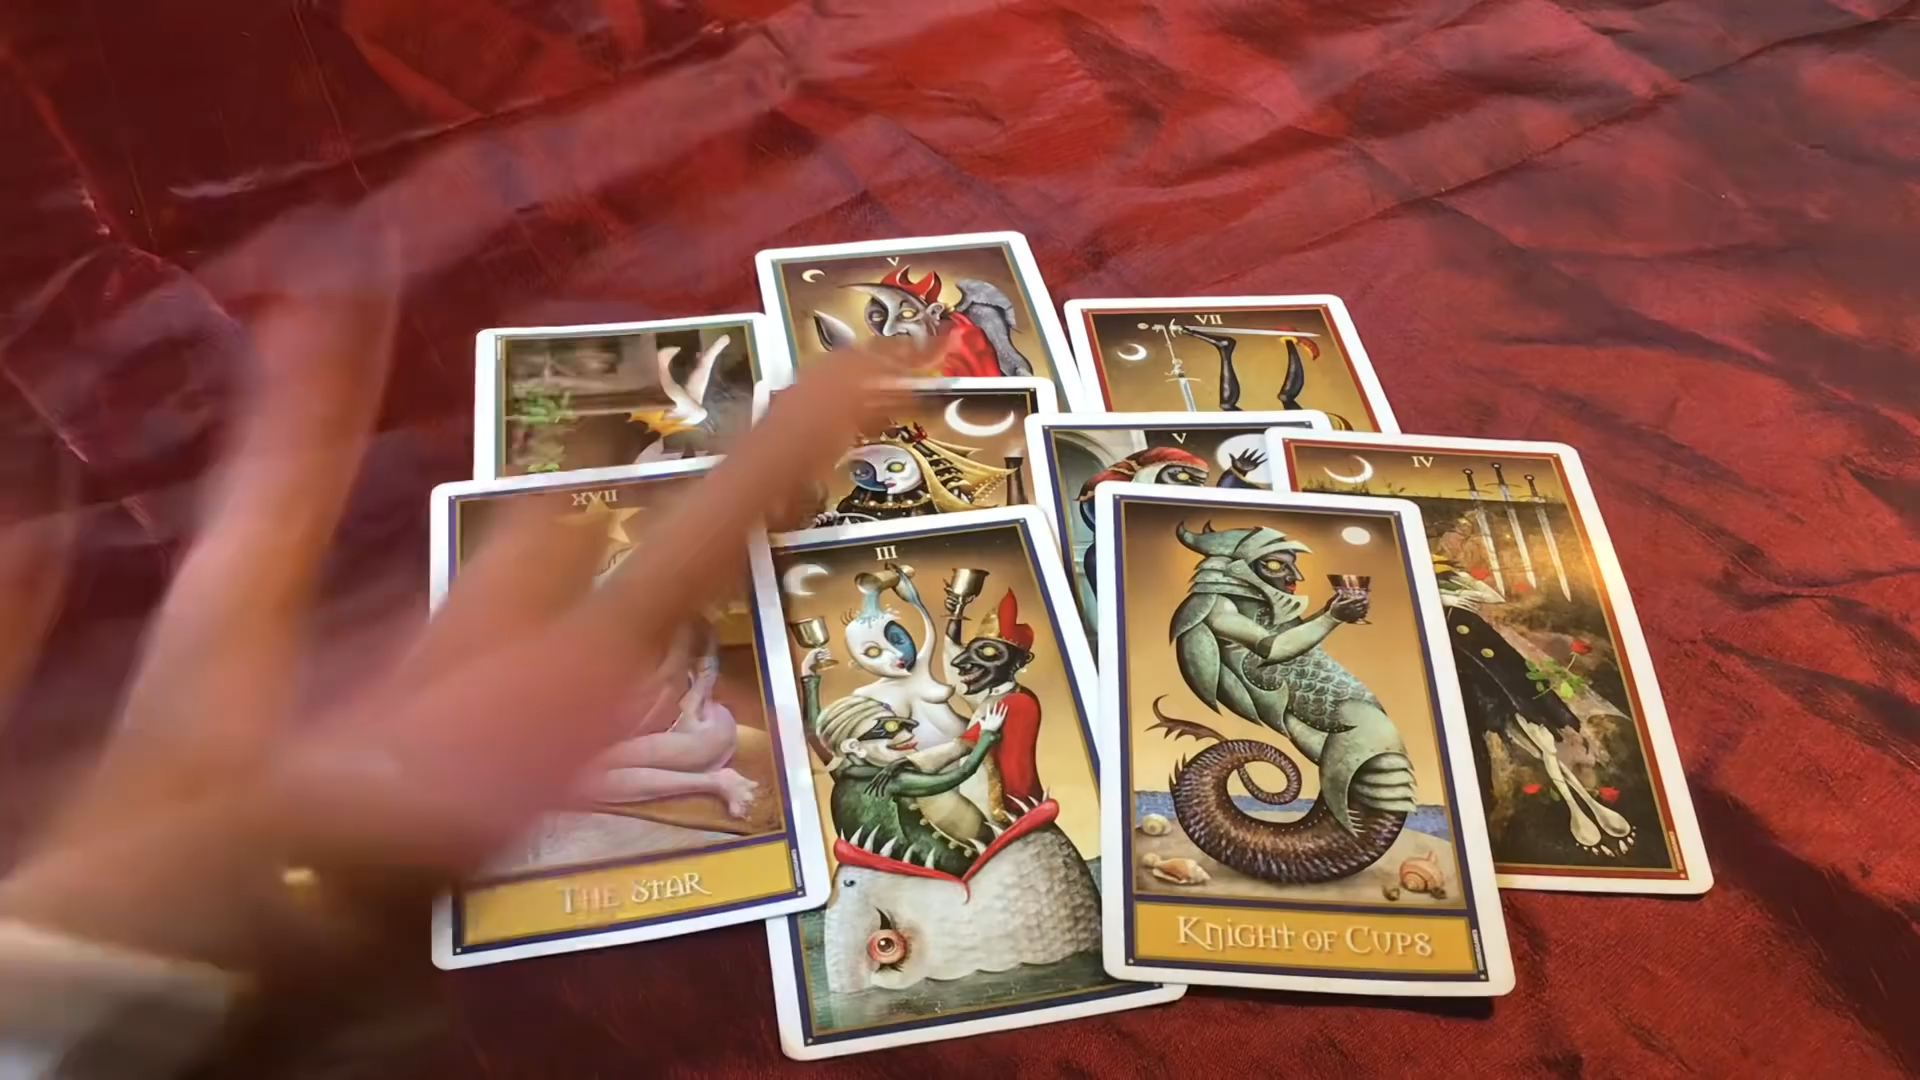 V
VII
V
IV
XVII
III
THE STAR
KNIGHT OF CUPS